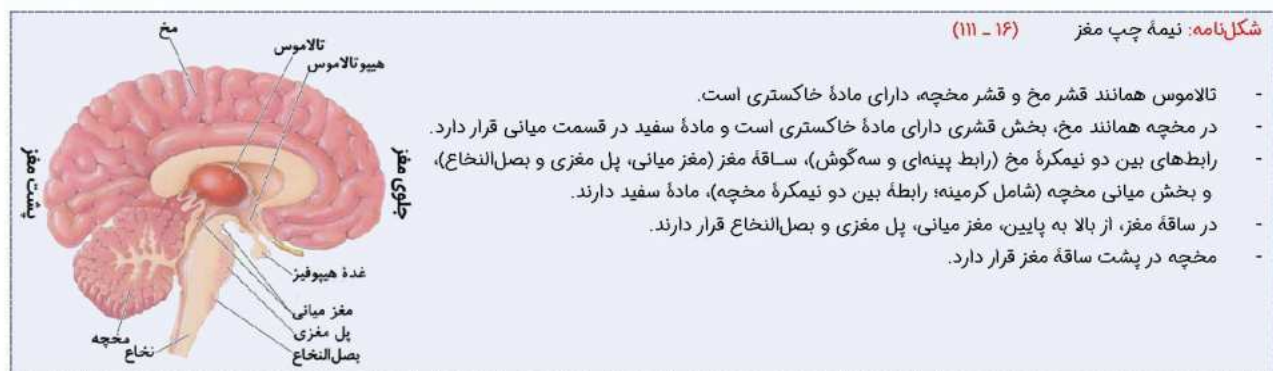 شکل‌نامه: نیمهٔ چپ مغز (۱۶ ـ ۱۱۱)
- تالاموس همانند قشر مخ و قشر مخچه، دارای مادهٔ خاکستری است.
- در مخچه همانند مخ، بخش قشری دارای مادهٔ خاکستری است و مادهٔ سفید در قسمت میانی قرار دارد.
- رابط‌های بین دو نیمکرهٔ مخ (رابط پینه‌ای و سه‌گوش)، ساقهٔ مغز (مغز میانی، پل مغزی و بصل‌النخاع)،
و بخش میانی مخچه (شامل کرمینه؛ رابطهٔ بین دو نیمکرهٔ مخچه)، مادهٔ سفید دارند.
- در ساقهٔ مغز، از بالا به پایین، مغز میانی، پل مغزی و بصل‌النخاع قرار دارند.
- مخچه در پشت ساقهٔ مغز قرار دارد.
مخ
تالاموس
هیپوتالاموس
جلوی مغز
پشت مغز
غدهٔ هیپوفیز
مغز میانی
پل مغزی
بصل‌النخاع
مخچه
نخاع